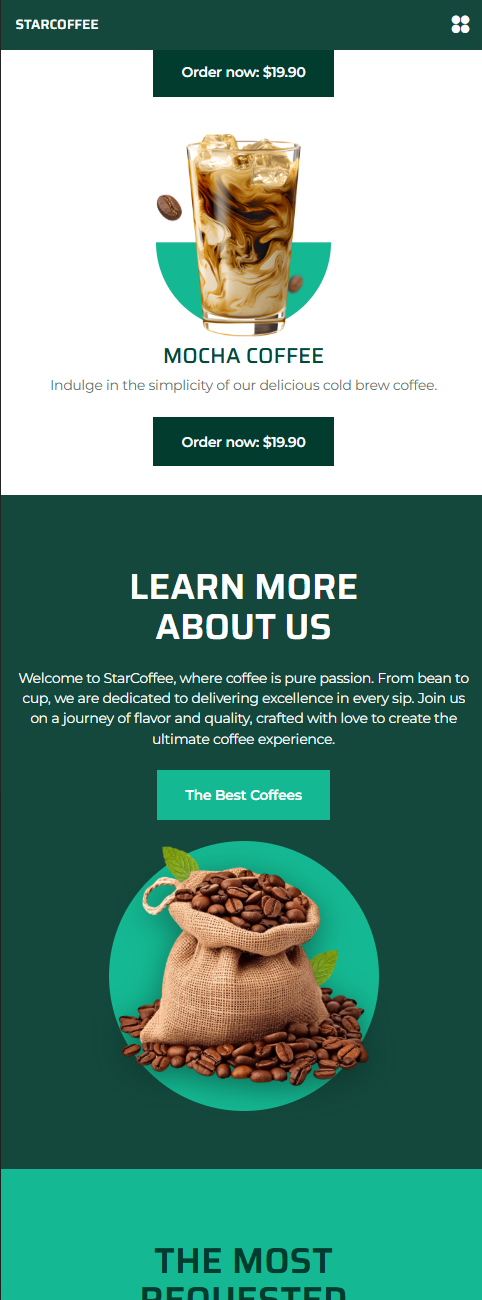 STARCOFFEE
Order now: $19.90
MOCHA COFFEE
Indulge in the simplicity of our delicious cold brew coffee.
Order now: $19.90
LEARN MORE
ABOUT US
Welcome to StarCoffee, where coffee is pure passion. From bean to
cup, we are dedicated to delivering excellence in every sip. Join us
on a journey of flavor and quality, crafted with love to create the
ultimate coffee experience.
The Best Coffees
THE MOST
REQUESTED